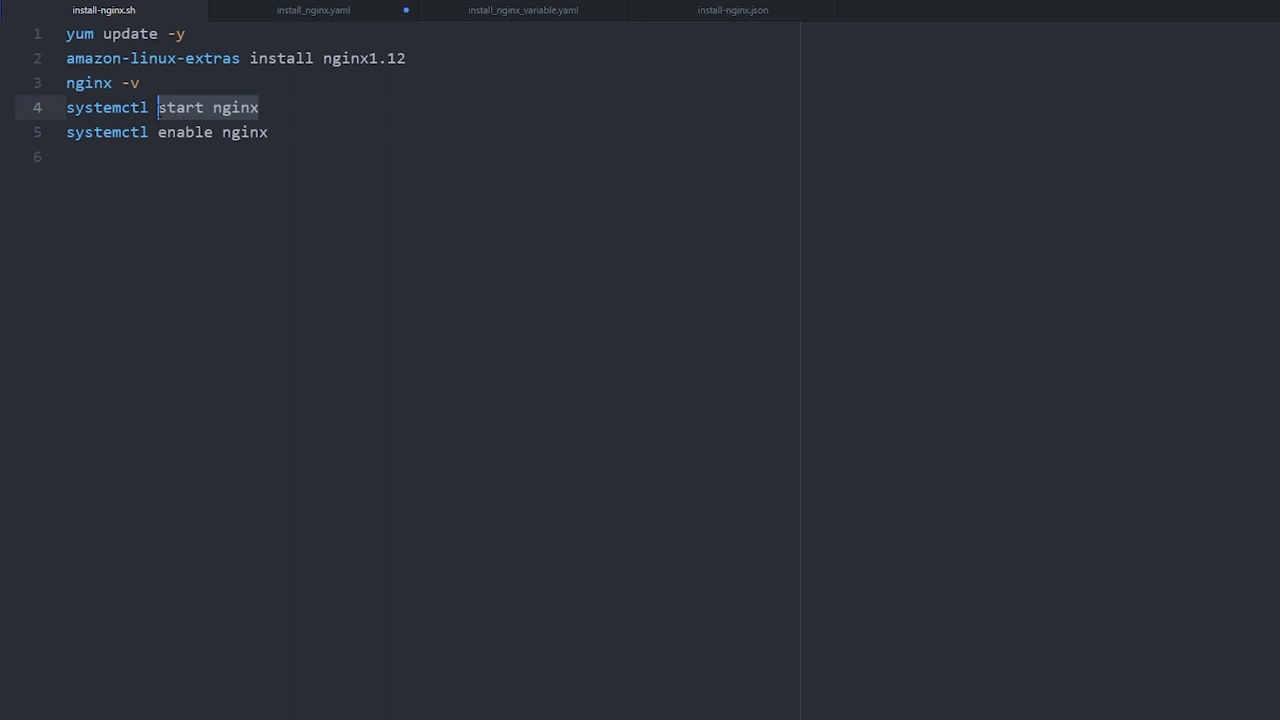 install-nginx.sh install_nginx.yaml install_nginx_variable.yaml install-nginx.json
1 yum update -y
2 amazon-linux-extras install nginx1.12
3 nginx -v
4 systemctl start nginx
5 systemctl enable nginx
6